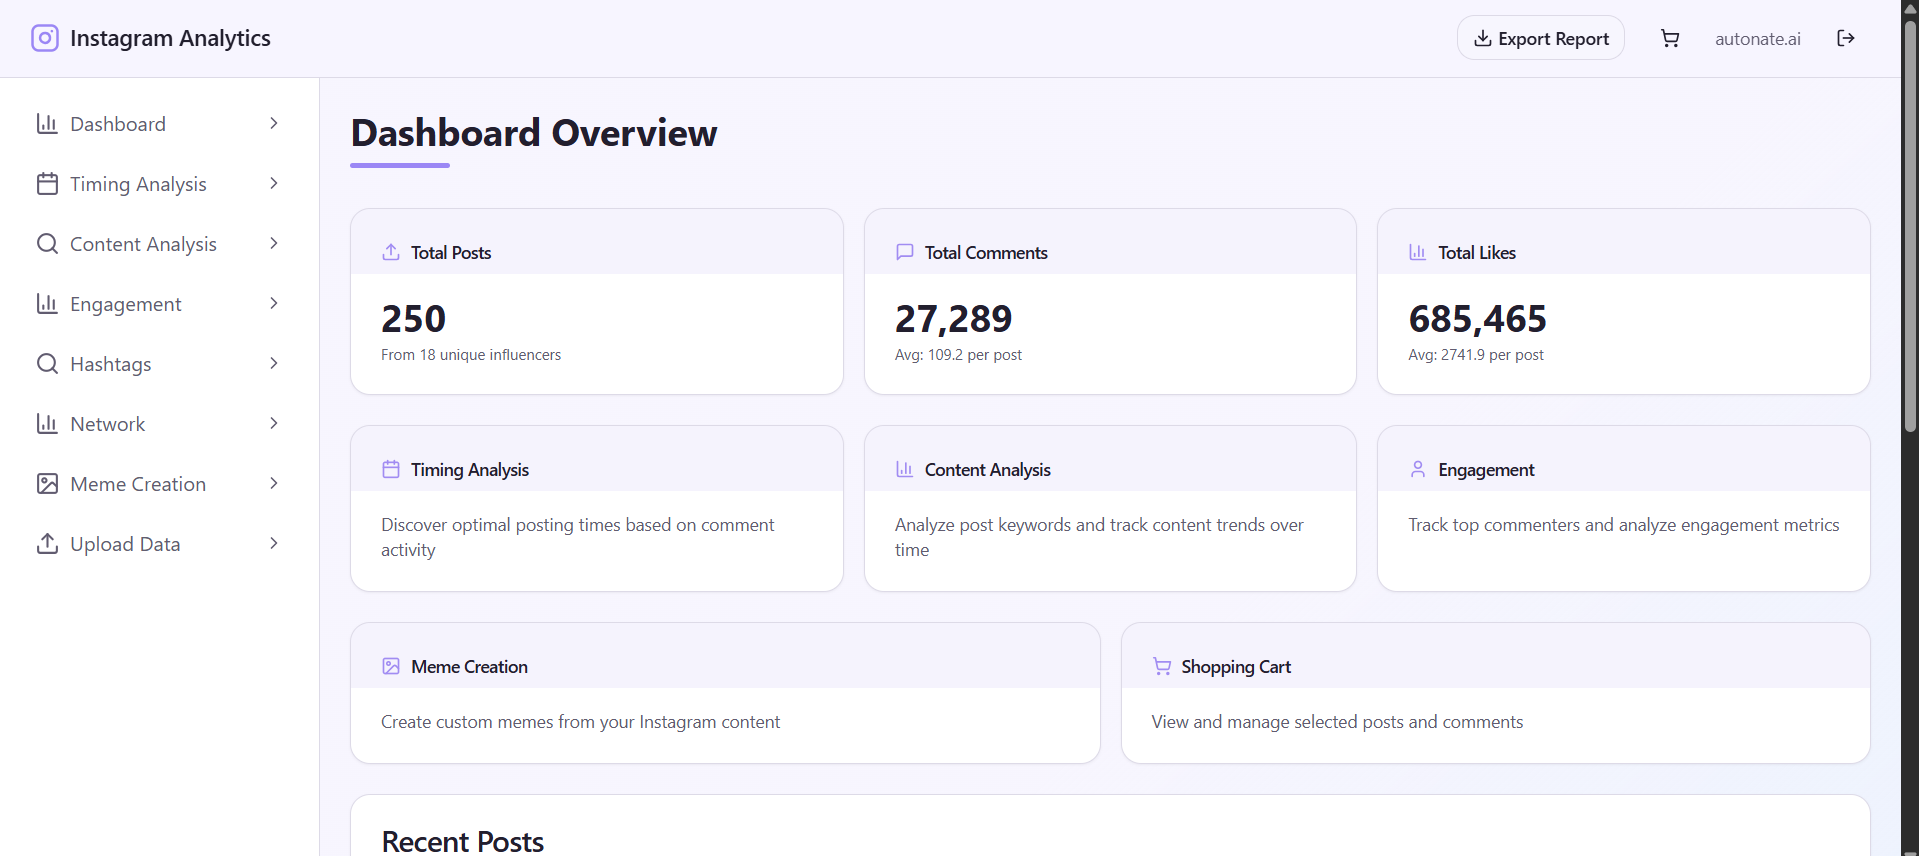 Instagram Analytics
Export Report
autonate.ai
Dashboard
Timing Analysis
Content Analysis
Engagement
Hashtags
Network
Meme Creation
Upload Data
Dashboard Overview
Total Posts
250
From 18 unique influencers
Total Comments
27,289
Avg: 109.2 per post
Total Likes
685,465
Avg: 2741.9 per post
Timing Analysis
Discover optimal posting times based on comment
activity
Content Analysis
Analyze post keywords and track content trends over
time
Engagement
Track top commenters and analyze engagement metrics
Meme Creation
Create custom memes from your Instagram content
Shopping Cart
View and manage selected posts and comments
Recent Posts